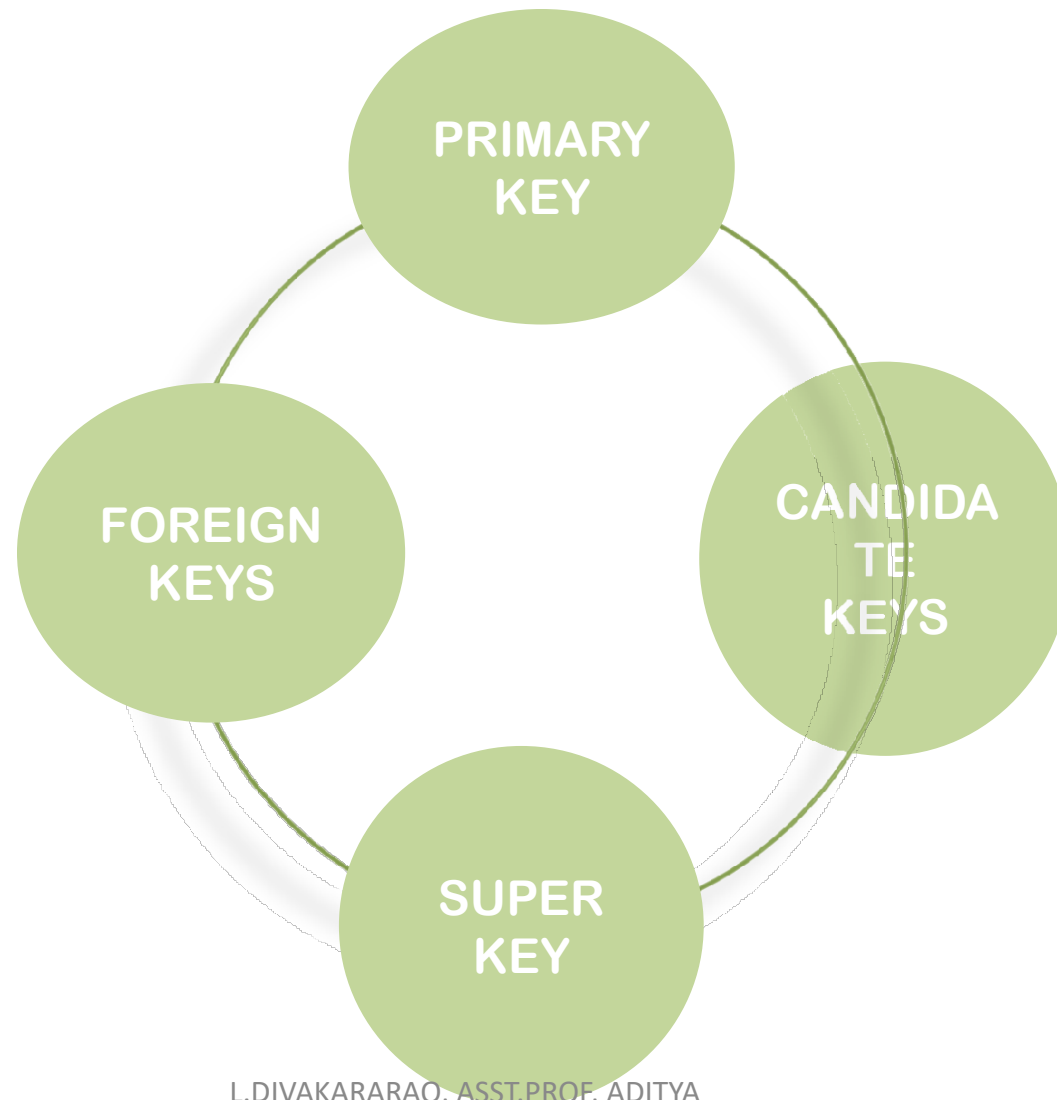 PRIMARY
KEY
FOREIGN
KEYS
CANDIDA
TE
KEYS
SUPER
KEY
L.DIVAKARARAO, ASST.PROF, ADITYA